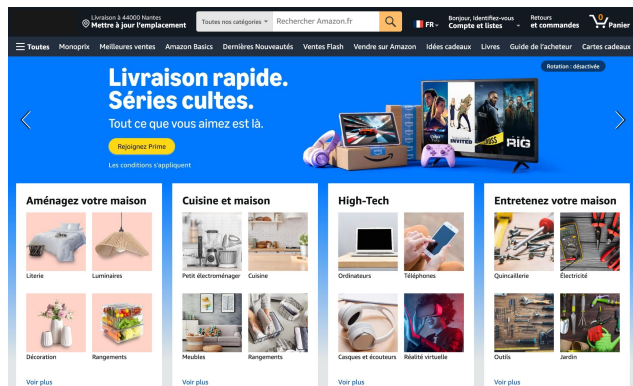 Livraison à 44000 Nantes
Mettre à jour l'emplacement
Toutes nos catégories
Rechercher Amazon.fr
FR
Bonjour, Identifiez-vous
Compte et listes
Retours
et commandes
0
Panier
Toutes
Monoprix
Meilleures ventes
Amazon Basics
Dernières Nouveautés
Ventes Flash
Vendre sur Amazon
Idées cadeaux
Livres
Guide de l'acheteur
Cartes cadeaux
Rotation : désactivée
Livraison rapide.
Séries cultes.
Tout ce que vous aimez est là.
Rejoignez Prime
Les conditions s'appliquent
INVITED
BOSS
RIG
Aménagez votre maison
Literie
Luminaires
Décoration
Rangements
Voir plus
Cuisine et maison
Petit électroménager
Cuisine
Meubles
Rangements
Voir plus
High-Tech
Ordinateurs
Téléphones
Casques et écouteurs
Réalité virtuelle
Voir plus
Entretenez votre maison
Quincaillerie
Électricité
Outils
Jardin
Voir plus